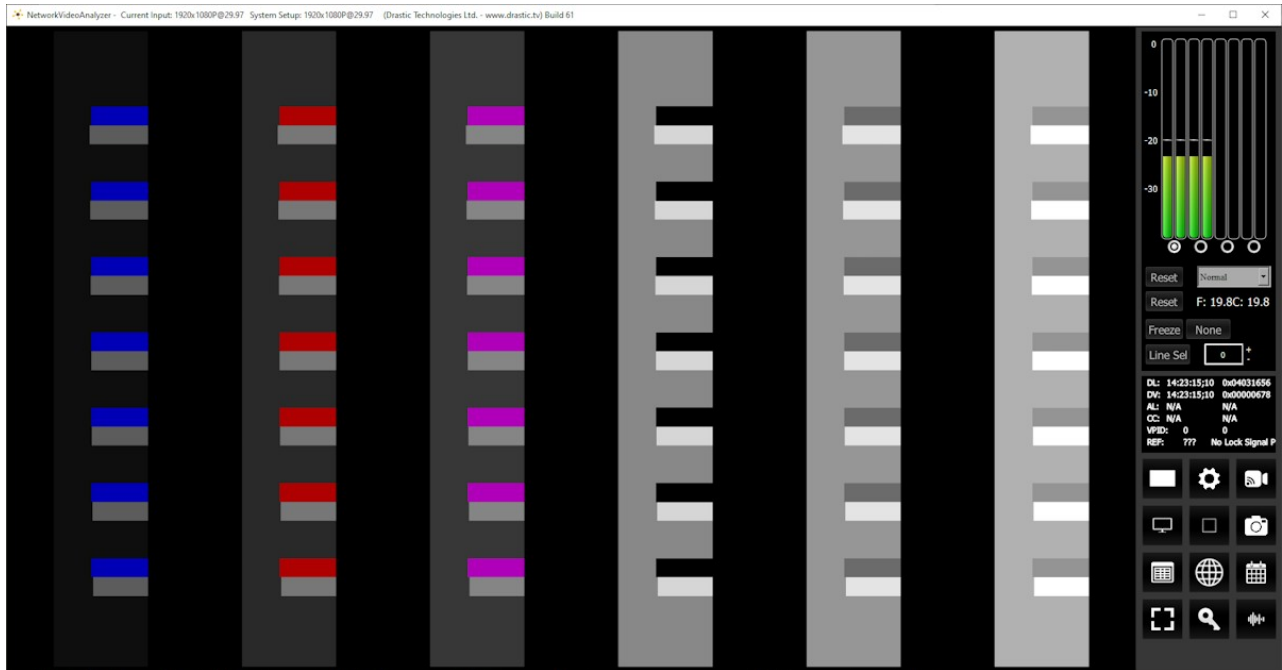 NetworkVideoAnalyzer - Current Input: 1920x1080P@29.97 System Setup: 1920x1080P@29.97 (Drastic Technologies Ltd. - www.drastic.tv) Build 61
0
-10
-20
-30
Reset Normal
Reset F: 19.8C: 19.8
Freeze None
Line Sel 0 + -
DL: 14:23:15;10 0x04031656
DV: 14:23:15;10 0x00000678
AL: N/A N/A
CC: N/A N/A
VPID: 0 0
REF: ??? No Lock Signal P